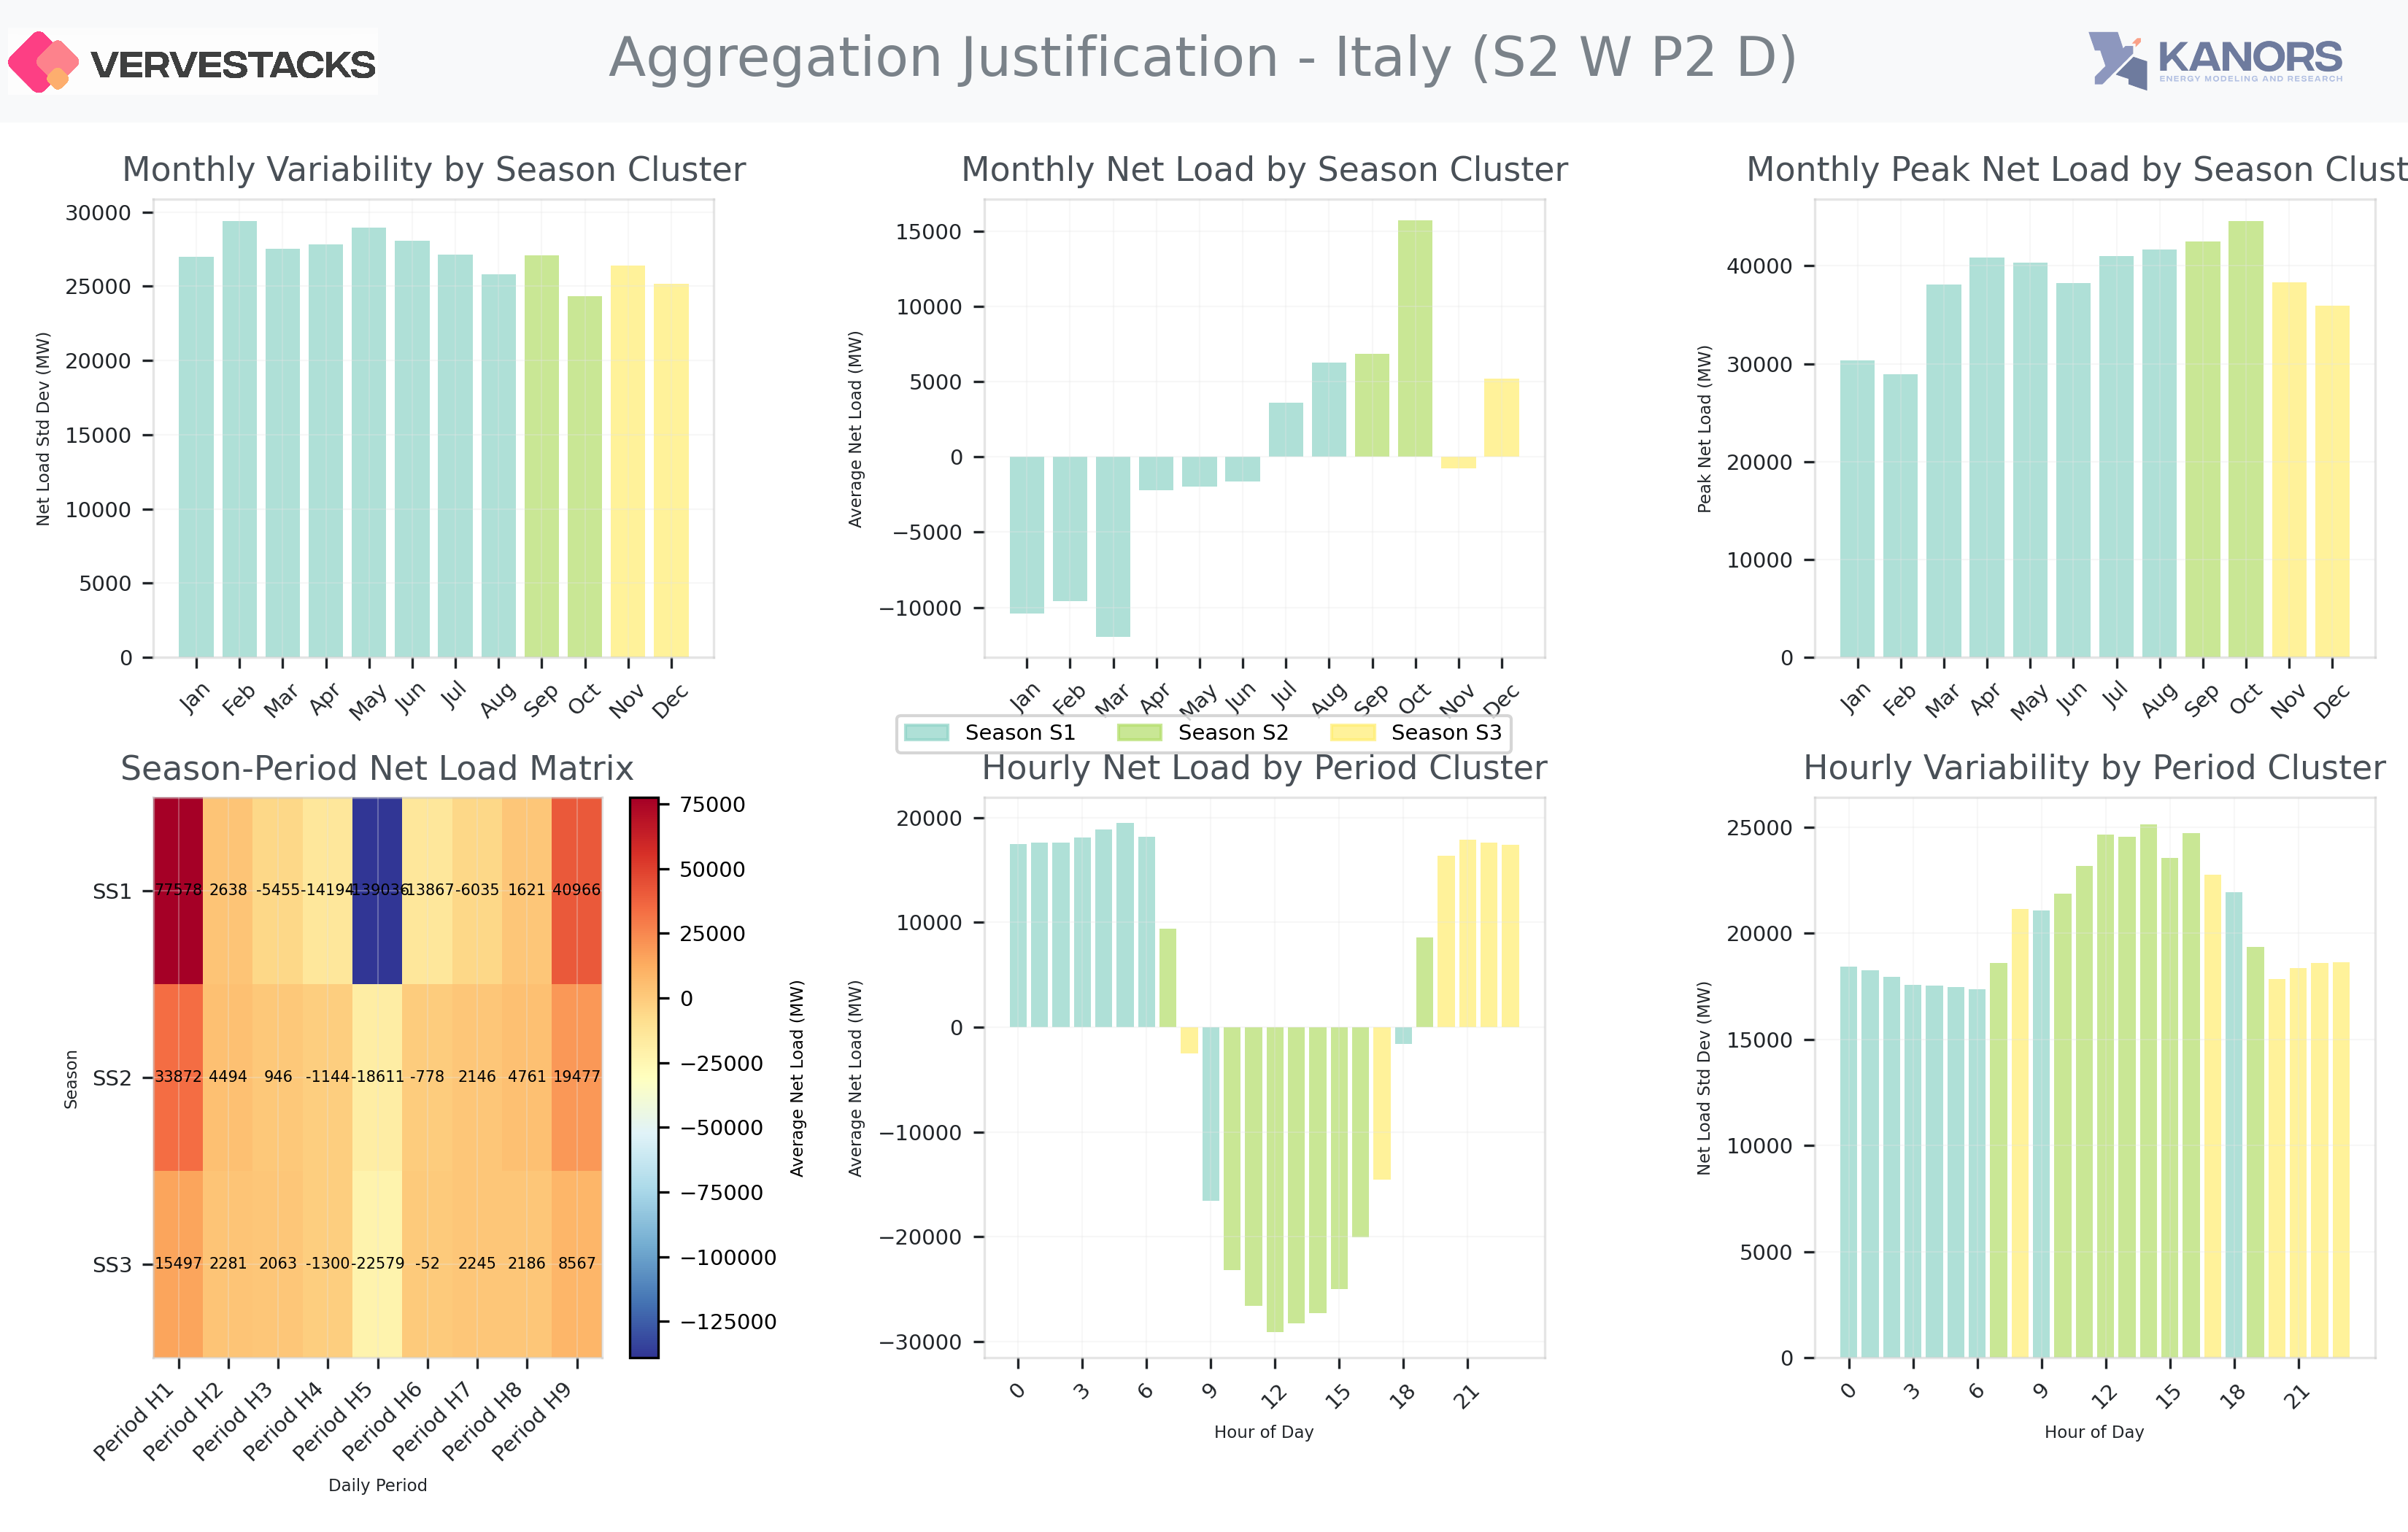 VERVESTACKS
Aggregation Justification - Italy (S2 W P2 D)
KANORS
ENERGY MODELING AND RESEARCH
Monthly Variability by Season Cluster
Net Load Std Dev (MW)
30000
25000
20000
15000
10000
5000
0
Jan Feb Mar Apr May Jun Jul Aug Sep Oct Nov Dec
Monthly Net Load by Season Cluster
Average Net Load (MW)
15000
10000
5000
0
−5000
−10000
Jan Feb Mar Apr May Jun Jul Aug Sep Oct Nov Dec
Monthly Peak Net Load by Season Clust
Peak Net Load (MW)
40000
30000
20000
10000
0
Jan Feb Mar Apr May Jun Jul Aug Sep Oct Nov Dec
Season S1 Season S2 Season S3
Season-Period Net Load Matrix
Season
SS1 77578 2638 -5455 -14194 -139036 -13867 -6035 1621 40966
SS2 33872 4494 946 -1144 -18611 -778 2146 4761 19477
SS3 15497 2281 2063 -1300 -22579 -52 2245 2186 8567
Period H1 Period H2 Period H3 Period H4 Period H5 Period H6 Period H7 Period H8 Period H9
Daily Period
75000
50000
25000
0
−25000
−50000
−75000
−100000
−125000
Average Net Load (MW)
Hourly Net Load by Period Cluster
Average Net Load (MW)
20000
10000
0
−10000
−20000
−30000
0 3 6 9 12 15 18 21
Hour of Day
Hourly Variability by Period Cluster
Net Load Std Dev (MW)
25000
20000
15000
10000
5000
0
0 3 6 9 12 15 18 21
Hour of Day